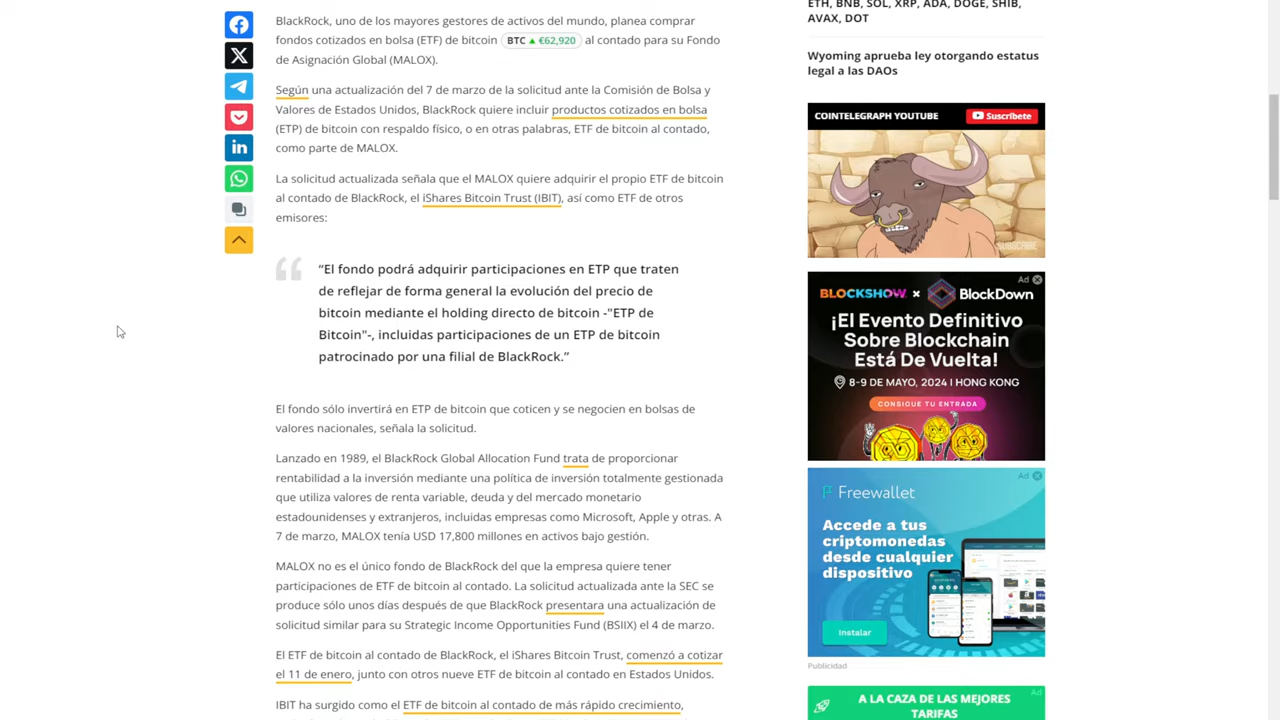 BlackRock, uno de los mayores gestores de activos del mundo, planea comprar
fondos cotizados en bolsa (ETF) de bitcoin BTC ▲ €62,920 al contado para su Fondo
de Asignación Global (MALOX).
Según una actualización del 7 de marzo de la solicitud ante la Comisión de Bolsa y
Valores de Estados Unidos, BlackRock quiere incluir productos cotizados en bolsa
(ETP) de bitcoin con respaldo físico, o en otras palabras, ETF de bitcoin al contado,
como parte de MALOX.
La solicitud actualizada señala que el MALOX quiere adquirir el propio ETF de bitcoin
al contado de BlackRock, el iShares Bitcoin Trust (IBIT), así como ETF de otros
emisores:
“El fondo podrá adquirir participaciones en ETP que traten
de reflejar de forma general la evolución del precio de
bitcoin mediante el holding directo de bitcoin -"ETP de
Bitcoin"-, incluidas participaciones de un ETP de bitcoin
patrocinado por una filial de BlackRock.”
El fondo sólo invertirá en ETP de bitcoin que coticen y se negocien en bolsas de
valores nacionales, señala la solicitud.
Lanzado en 1989, el BlackRock Global Allocation Fund trata de proporcionar
rentabilidad a la inversión mediante una política de inversión totalmente gestionada
que utiliza valores de renta variable, deuda y del mercado monetario
estadounidenses y extranjeros, incluidas empresas como Microsoft, Apple y otras. A
7 de marzo, MALOX tenía USD 17,800 millones en activos bajo gestión.
MALOX no es el único fondo de BlackRock del que la empresa quiere tener
participaciones de ETF de bitcoin al contado. La solicitud actualizada ante la SEC se
produce sólo unos días después de que BlackRock presentara una actualización de
solicitud similar para su Strategic Income Opportunities Fund (BSIIX) el 4 de marzo.
ETF de bitcoin al contado de BlackRock, el iShares Bitcoin Trust, comenzó a cotizar
el 11 de enero, junto con otros nueve ETF de bitcoin al contado en Estados Unidos.
IBIT ha surgido como el ETF de bitcoin al contado de más rápido crecimiento,
ETH, BNB, SOL, XRP, ADA, DOGE, SHIB,
AVAX, DOT
Wyoming aprueba ley otorgando estatus
legal a las DAOs
COINTELEGRAPH YOUTUBE Suscríbete
SUBSCRIBE
Ad
BLOCKSHOW × BlockDown
¡El Evento Definitivo
Sobre Blockchain
Está De Vuelta!
8-9 DE MAYO, 2024 I HONG KONG
CONSIGUE TU ENTRADA
Ad
Freewallet
Accede a tus
criptomonedas
desde cualquier
dispositivo
Instalar
Publicidad
Ad
A LA CAZA DE LAS MEJORES
TARIFAS